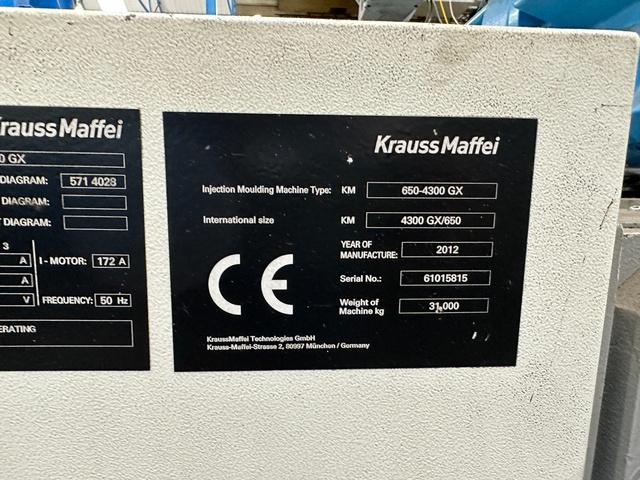 KraussMaffei
0 GX
DIAGRAM: 571 4028
DIAGRAM:
DIAGRAM:
3
A I - MOTOR: 172 A
A
V FREQUENCY: 50 Hz
ERATING
KraussMaffei
Injection Moulding Machine Type: KM 650-4300 GX
International size KM 4300 GX/650
YEAR OF
MANUFACTURE: 2012
Serial No.: 61015815
Weight of
Machine kg 31,000
CE
KraussMaffei Technologies GmbH
Krauss-Maffei-Strasse 2, 80997 München / Germany